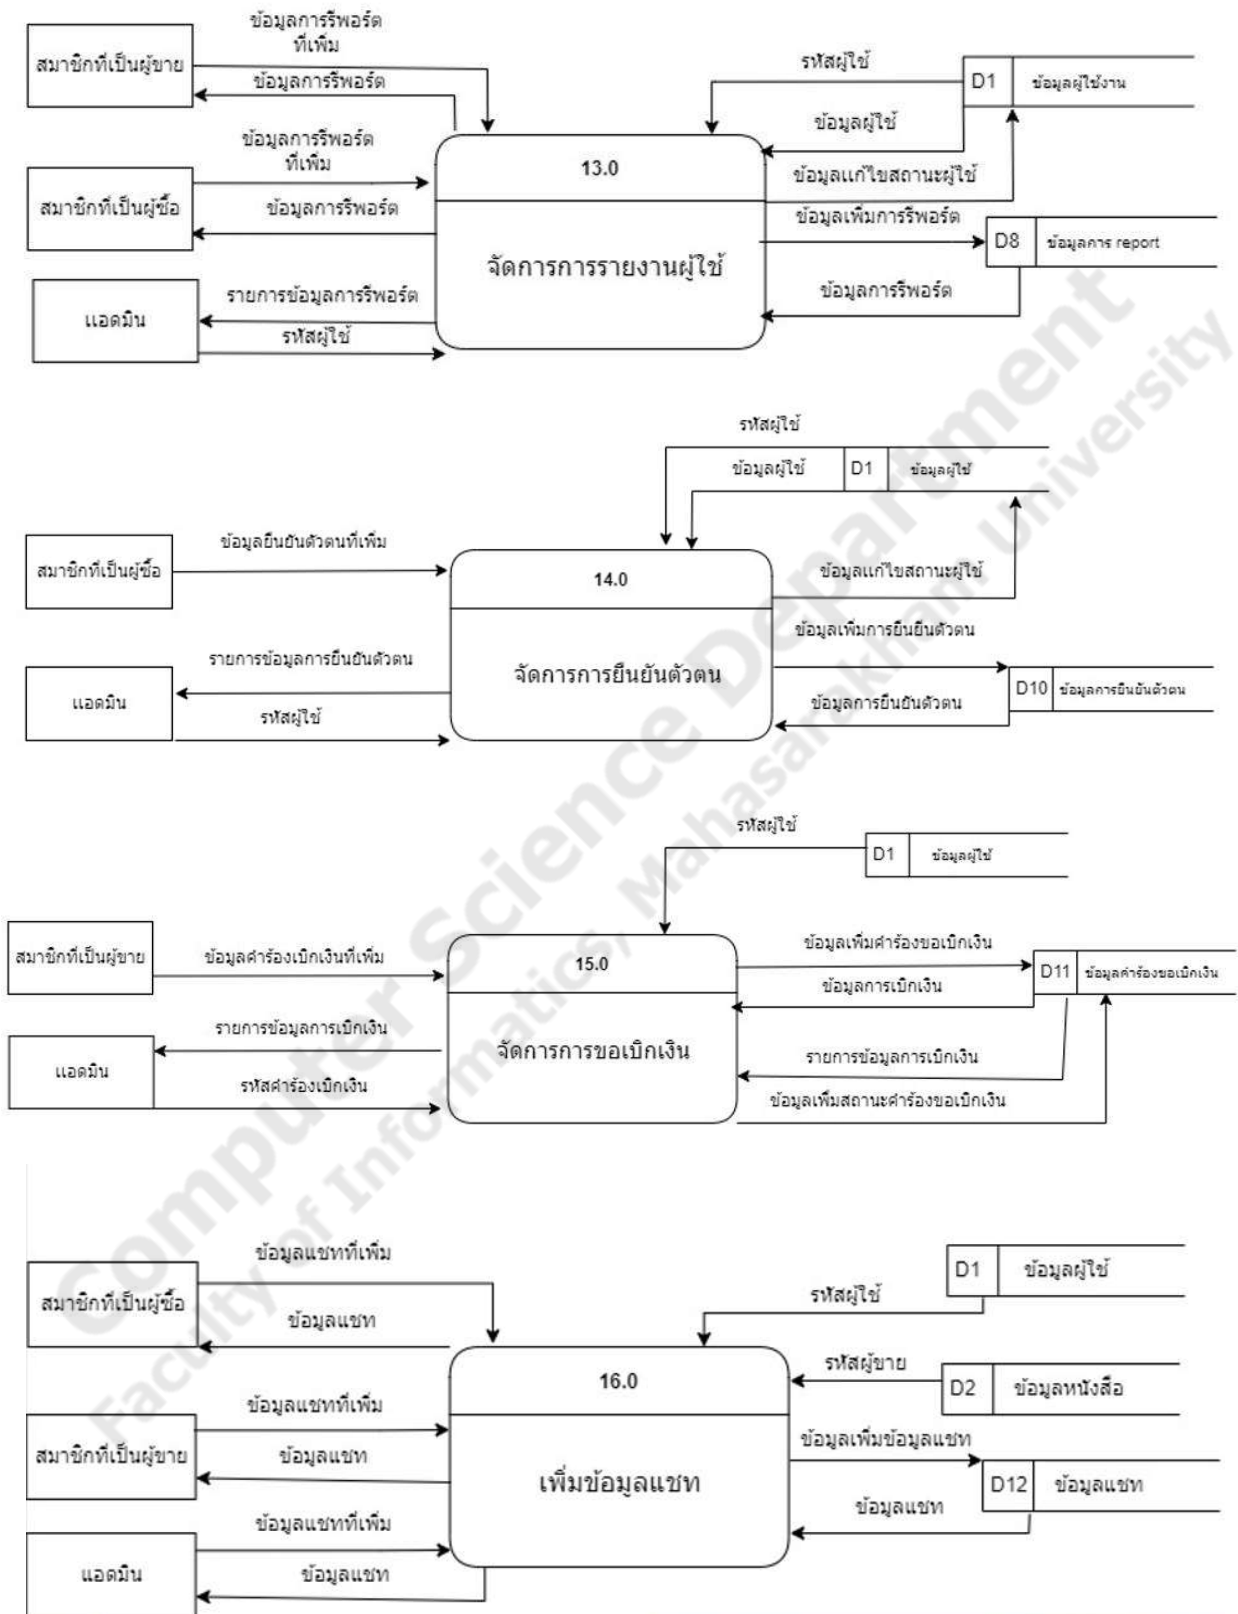 ข้อมูลการรีพอร์ต
ที่เพิ่ม
สมาชิกที่เป็นผู้ขาย
ข้อมูลการรีพอร์ต
รหัสผู้ใช้
D1
ข้อมูลผู้ใช้งาน
ข้อมูลผู้ใช้
ข้อมูลการรีพอร์ต
ที่เพิ่ม
13.0
ข้อมูลแก้ไขสถานะผู้ใช้
สมาชิกที่เป็นผู้ซื้อ
ข้อมูลการรีพอร์ต
ข้อมูลเพิ่มการรีพอร์ต
D8
ข้อมูลการ report
จัดการการรายงานผู้ใช้
แอดมิน
รายการข้อมูลการรีพอร์ต
ข้อมูลการรีพอร์ต
รหัสผู้ใช้
รหัสผู้ใช้
ข้อมูลผู้ใช้
D1
ข้อมูลผู้ใช้
สมาชิกที่เป็นผู้ซื้อ
ข้อมูลยืนยันตัวตนที่เพิ่ม
14.0
ข้อมูลแก้ไขสถานะผู้ใช้
ข้อมูลเพิ่มการยืนยืนตัวตน
รายการข้อมูลการยืนยันตัวตน
จัดการการยืนยันตัวตน
แอดมิน
D10
ข้อมูลการยืนยันตัวตน
ข้อมูลการยืนยันตัวตน
รหัสผู้ใช้
รหัสผู้ใช้
D1
ข้อมูลผู้ใช้
สมาชิกที่เป็นผู้ขาย
ข้อมูลคำร้องเบิกเงินที่เพิ่ม
15.0
ข้อมูลเพิ่มคำร้องขอเบิกเงิน
D11
ข้อมูลคำร้องขอเบิกเงิน
ข้อมูลการเบิกเงิน
รายการข้อมูลการเบิกเงิน
จัดการการขอเบิกเงิน
รายการข้อมูลการเบิกเงิน
แอดมิน
รหัสคำร้องเบิกเงิน
ข้อมูลเพิ่มสถานะคำร้องขอเบิกเงิน
ข้อมูลแชทที่เพิ่ม
สมาชิกที่เป็นผู้ซื้อ
ข้อมูลแชท
D1
ข้อมูลผู้ใช้
รหัสผู้ใช้
16.0
รหัสผู้ขาย
D2
ข้อมูลหนังสือ
ข้อมูลแชทที่เพิ่ม
สมาชิกที่เป็นผู้ขาย
ข้อมูลแชท
ข้อมูลเพิ่มข้อมูลแชท
เพิ่มข้อมูลแชท
D12
ข้อมูลแชท
ข้อมูลแชทที่เพิ่ม
ข้อมูลแชท
แอดมิน
ข้อมูลแชท
Computer Science Department
Faculty of Informatics, Mahasarakham University